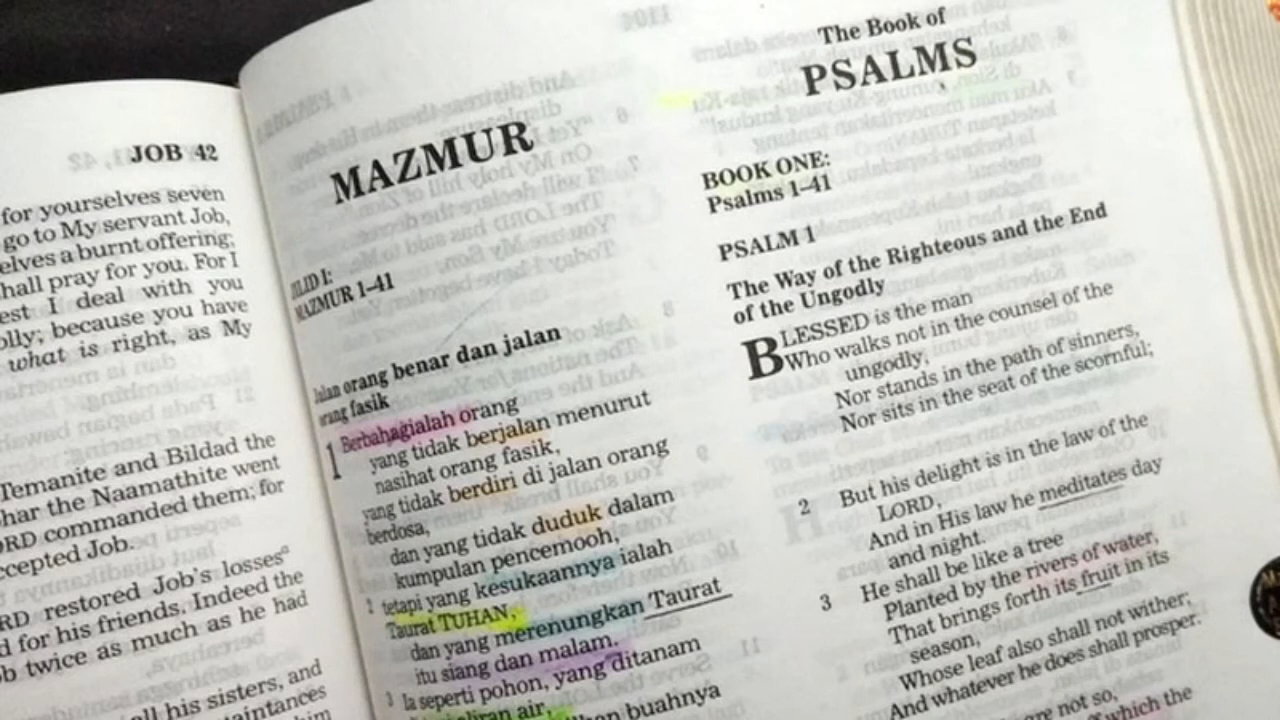 JOB 42
for yourselves seven
go to My servant Job,
elves a burnt offering;
hall pray for you. For I
est I deal with you
olly; because you have
what is right, as My
Temanite and Bildad the
har the Naamathite went
ORD commanded them; for
ccepted Job.
RD restored Job's losses
d for his friends. Indeed the
b twice as much as he had
all his sisters, and
aintances
him
MAZMUR
JILID I:
MAZMUR 1–41
Jalan orang benar dan jalan
orang fasik
1 Berbahagialah orang
yang tidak berjalan menurut
nasihat orang fasik,
yang tidak berdiri di jalan orang
berdosa,
dan yang tidak duduk dalam
kumpulan pencemooh,
2 tetapi yang kesukaannya ialah
Taurat TUHAN,
dan yang merenungkan Taurat
itu siang dan malam.
3 Ia seperti pohon, yang ditanam
aliran air,
buahnya
The Book of
PSALMS
BOOK ONE:
Psalms 1–41
PSALM 1
The Way of the Righteous and the End
of the Ungodly
BLESSED is the man
Who walks not in the counsel of the
ungodly,
Nor stands in the path of sinners,
Nor sits in the seat of the scornful;
2 But his delight is in the law of the
LORD,
And in His law he meditates day
and night.
3 He shall be like a tree
Planted by the rivers of water,
That brings forth its fruit in its
season,
Whose leaf also shall not wither;
And whatever he does shall prosper.
are not so,
which the